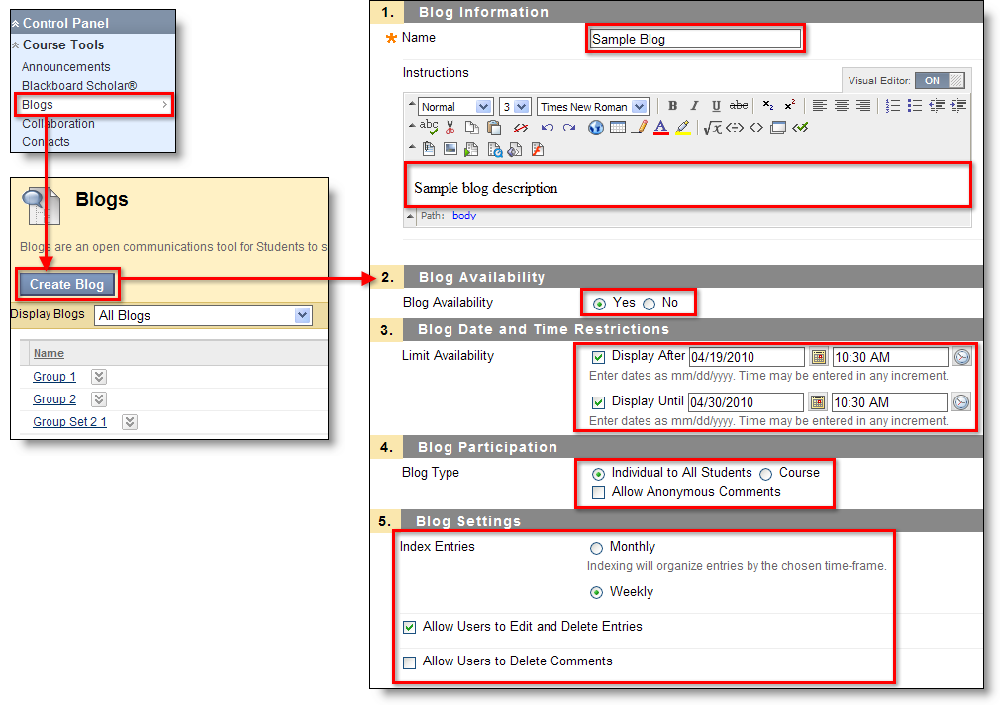 Control Panel
Course Tools
Announcements
Blackboard Scholar®
Blogs
Collaboration
Contacts
Blogs
Blogs are an open communications tool for Students to s
Create Blog
Display Blogs All Blogs
Name
Group 1
Group 2
Group Set 2 1
1. Blog Information
Name Sample Blog
Instructions
Visual Editor: ON
Normal 3 Times New Roman B I U abc x₂ x²
abc
Sample blog description
Path: body
2. Blog Availability
Blog Availability Yes No
3. Blog Date and Time Restrictions
Limit Availability Display After 04/19/2010 10:30 AM
Enter dates as mm/dd/yyyy. Time may be entered in any increment.
Display Until 04/30/2010 10:30 AM
Enter dates as mm/dd/yyyy. Time may be entered in any increment.
4. Blog Participation
Blog Type Individual to All Students Course
Allow Anonymous Comments
5. Blog Settings
Index Entries Monthly
Indexing will organize entries by the chosen time-frame.
Weekly
Allow Users to Edit and Delete Entries
Allow Users to Delete Comments